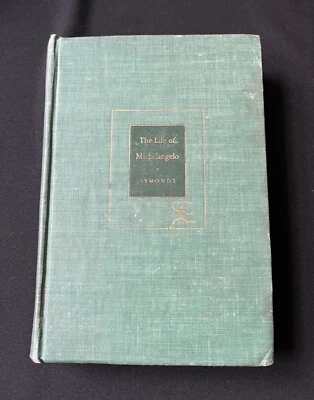 The Life of
Michelangelo
SYMONDS